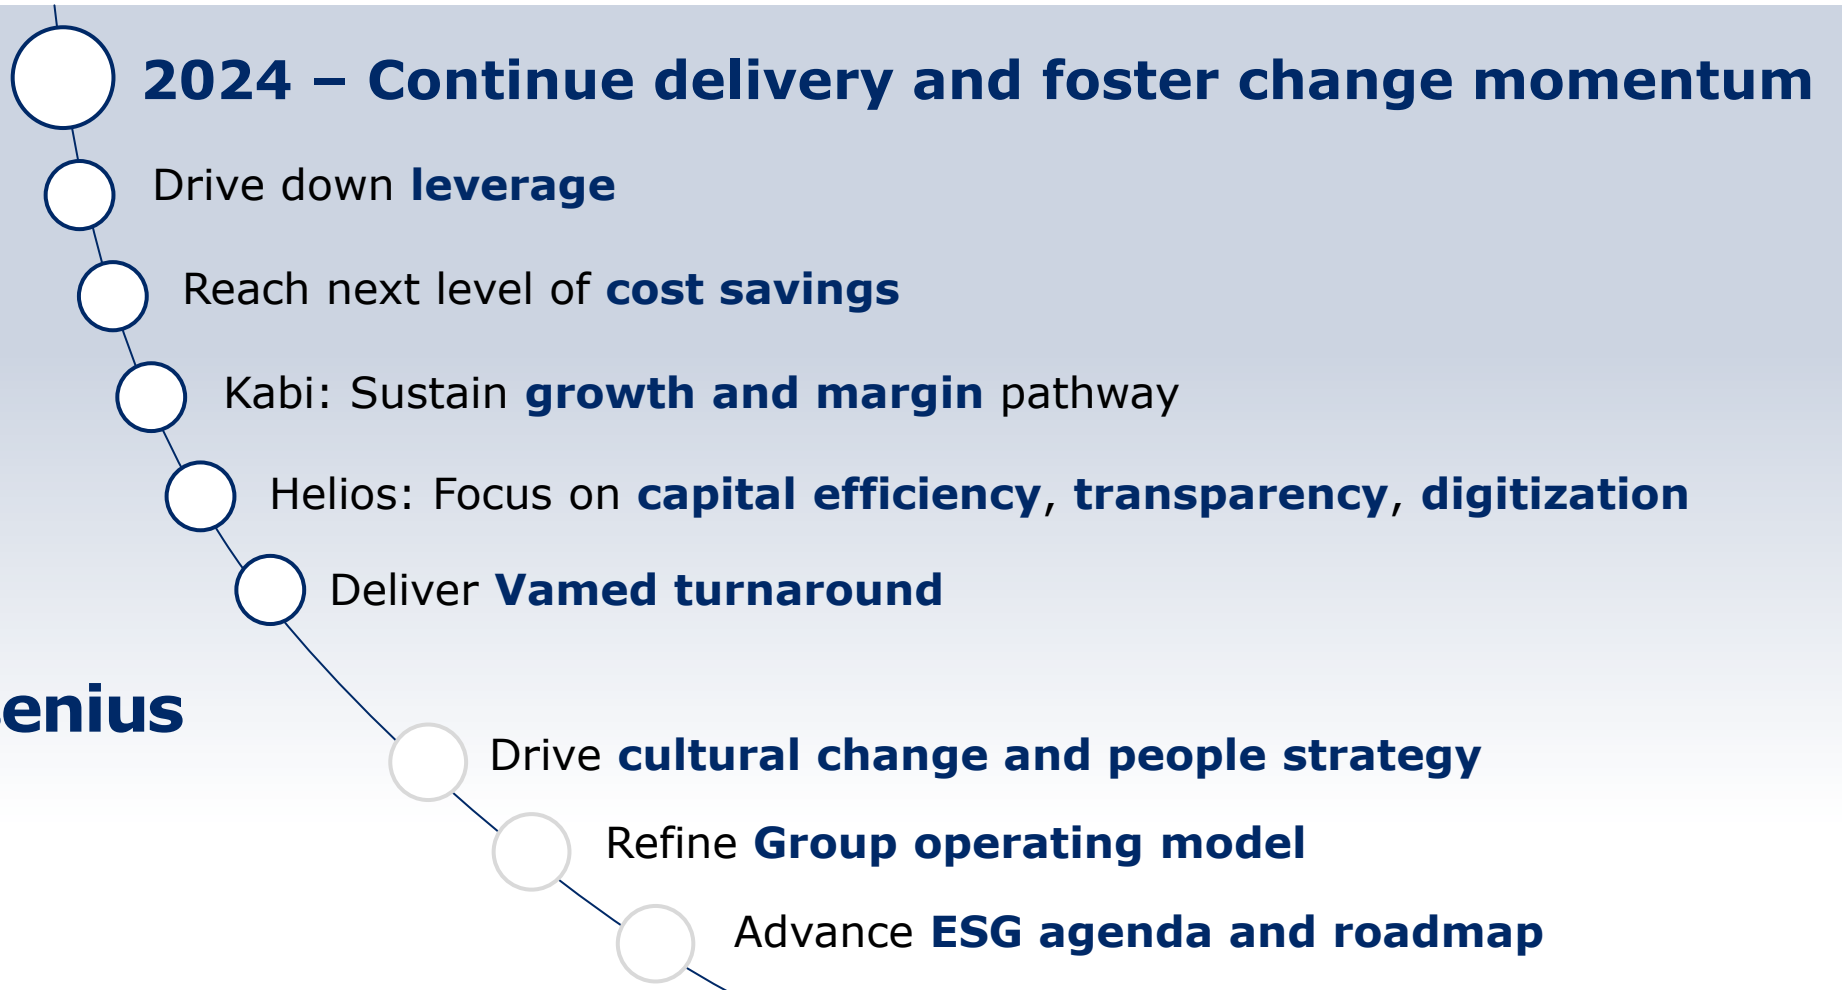 2024 – Continue delivery and foster change momentum
Drive down leverage
Reach next level of cost savings
Kabi: Sustain growth and margin pathway
Helios: Focus on capital efficiency, transparency, digitization
Deliver Vamed turnaround
enius
Drive cultural change and people strategy
Refine Group operating model
Advance ESG agenda and roadmap